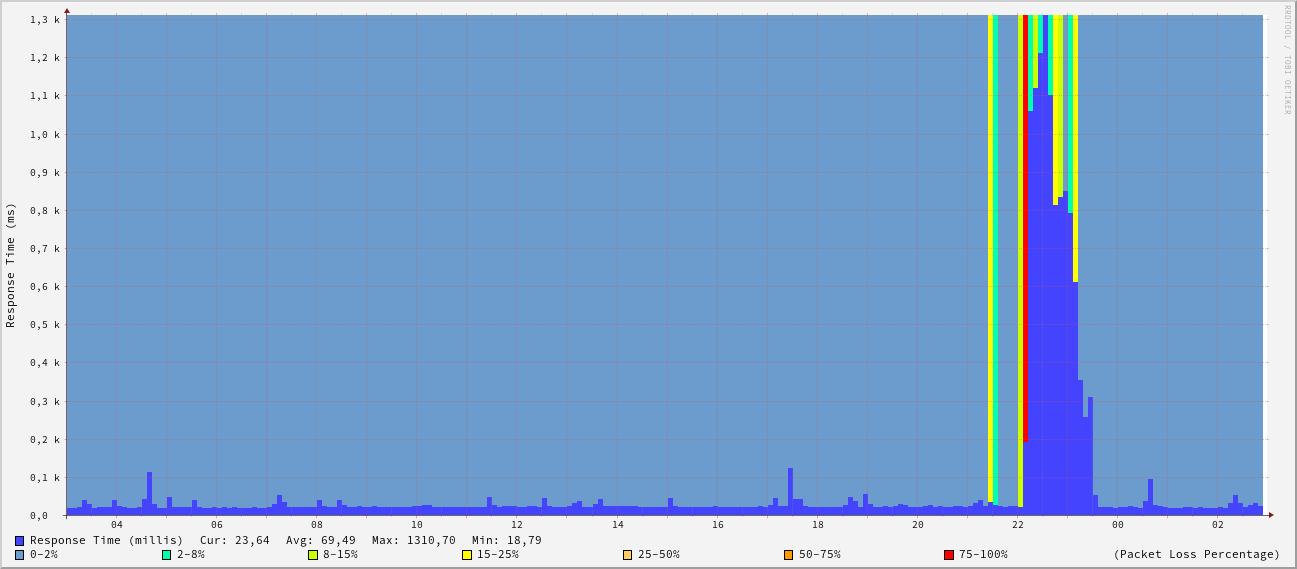 RRDTOOL / TOBI OETIKER
Response Time (ms)
1,3 k
1,2 k
1,1 k
1,0 k
0,9 k
0,8 k
0,7 k
0,6 k
0,5 k
0,4 k
0,3 k
0,2 k
0,1 k
0,0
04 06 08 10 12 14 16 18 20 22 00 02
Response Time (millis) Cur: 23,64 Avg: 69,49 Max: 1310,70 Min: 18,79
0-2% 2-8% 8-15% 15-25% 25-50% 50-75% 75-100% (Packet Loss Percentage)